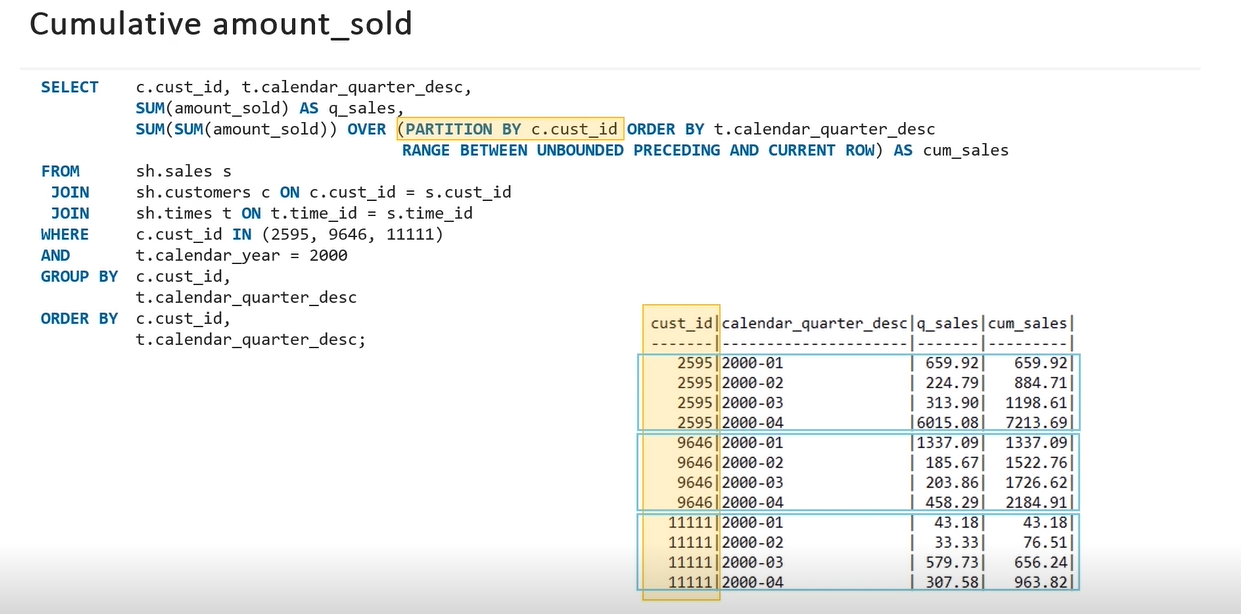 Cumulative amount_sold
SELECT c.cust_id, t.calendar_quarter_desc,
SUM(amount_sold) AS q_sales,
SUM(SUM(amount_sold)) OVER (PARTITION BY c.cust_id ORDER BY t.calendar_quarter_desc
RANGE BETWEEN UNBOUNDED PRECEDING AND CURRENT ROW) AS cum_sales
FROM sh.sales s
JOIN sh.customers c ON c.cust_id = s.cust_id
JOIN sh.times t ON t.time_id = s.time_id
WHERE c.cust_id IN (2595, 9646, 11111)
AND t.calendar_year = 2000
GROUP BY c.cust_id,
t.calendar_quarter_desc
ORDER BY c.cust_id,
t.calendar_quarter_desc;
cust_id|calendar_quarter_desc|q_sales|cum_sales|
-------|---------------------|-------|---------|
2595|2000-01 | 659.92| 659.92|
2595|2000-02 | 224.79| 884.71|
2595|2000-03 | 313.90| 1198.61|
2595|2000-04 |6015.08| 7213.69|
9646|2000-01 |1337.09| 1337.09|
9646|2000-02 | 185.67| 1522.76|
9646|2000-03 | 203.86| 1726.62|
9646|2000-04 | 458.29| 2184.91|
11111|2000-01 | 43.18| 43.18|
11111|2000-02 | 33.33| 76.51|
11111|2000-03 | 579.73| 656.24|
11111|2000-04 | 307.58| 963.82|